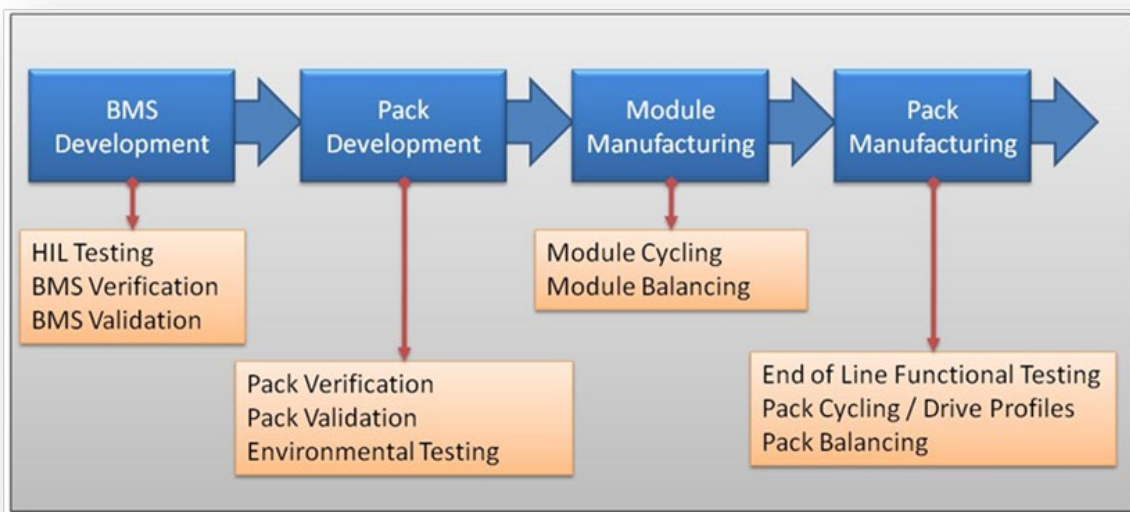 BMS
Development
Pack
Development
Module
Manufacturing
Pack
Manufacturing
HIL Testing
BMS Verification
BMS Validation
Module Cycling
Module Balancing
Pack Verification
Pack Validation
Environmental Testing
End of Line Functional Testing
Pack Cycling / Drive Profiles
Pack Balancing